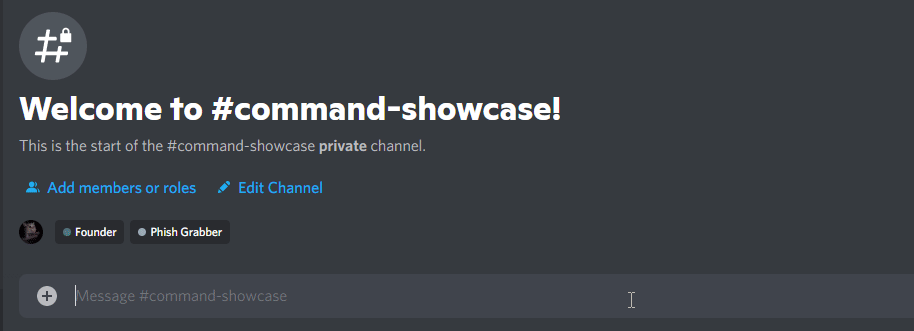 Welcome to #command-showcase!
This is the start of the #command-showcase private channel.
Add members or roles Edit Channel
Founder Phish Grabber
Message #command-showcase